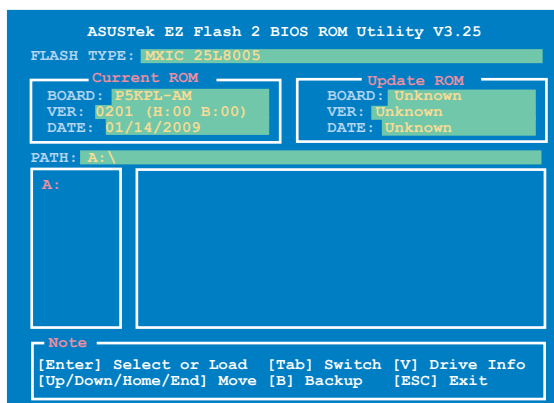 ASUSTek EZ Flash 2 BIOS ROM Utility V3.25
FLASH TYPE: MXIC 25L8005
Current ROM
BOARD: P5KPL-AM
VER: 0201 (H:00 B:00)
DATE: 01/14/2009
Update ROM
BOARD: Unknown
VER: Unknown
DATE: Unknown
PATH: A:\
A:
Note
[Enter] Select or Load [Tab] Switch [V] Drive Info
[Up/Down/Home/End] Move [B] Backup [ESC] Exit